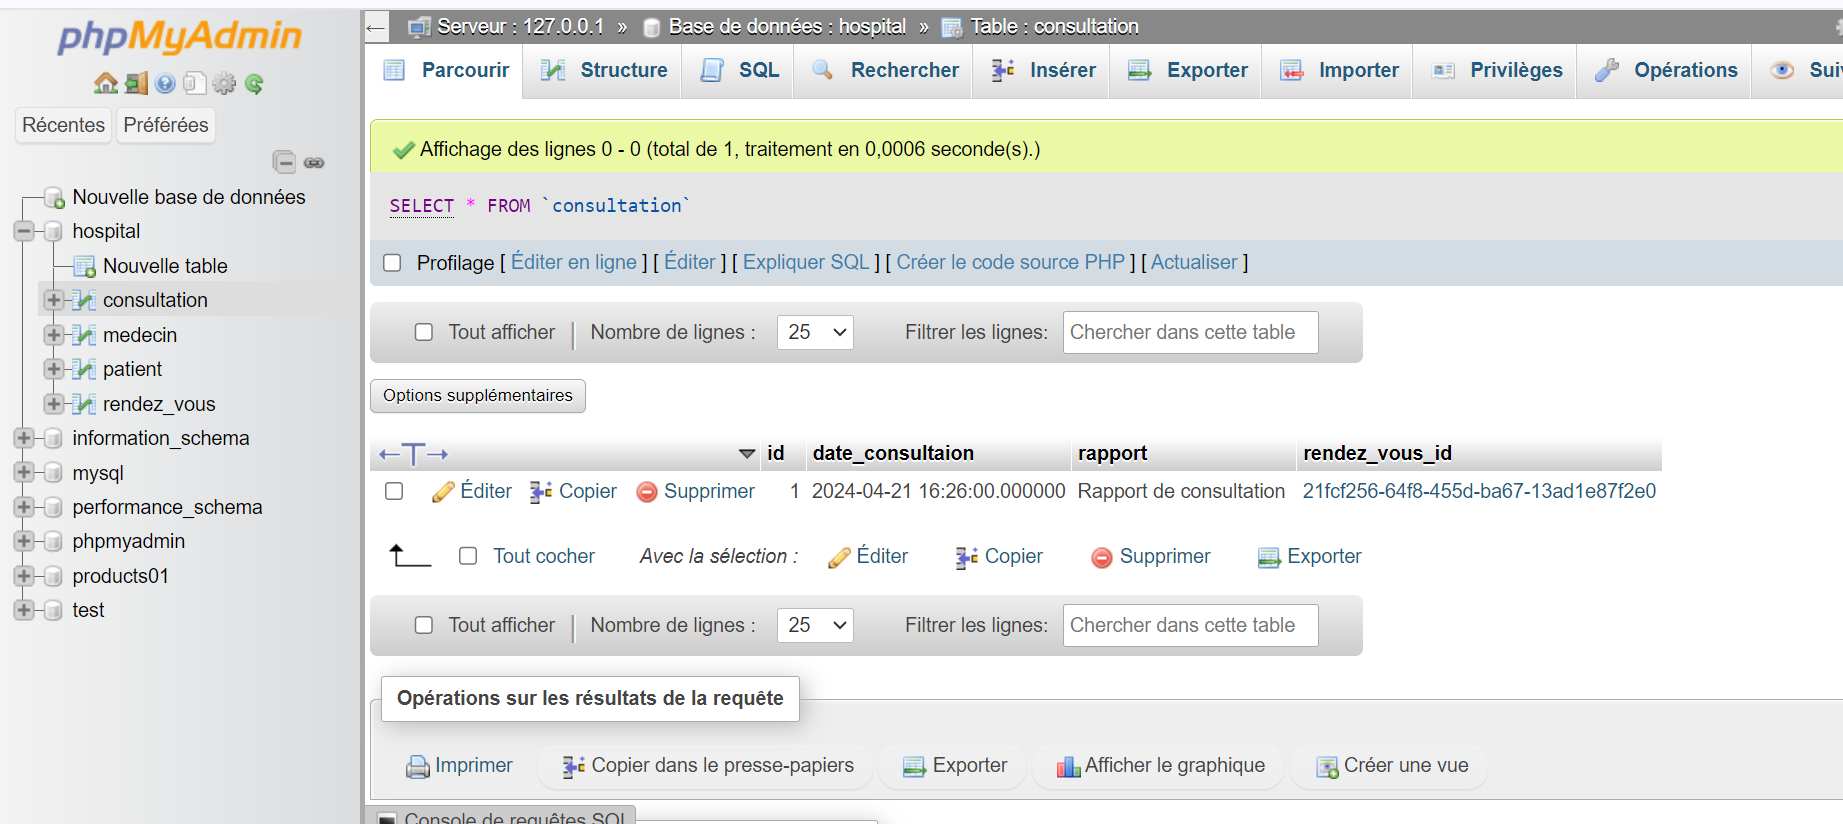 phpMyAdmin
Récentes Préférées
Nouvelle base de données
hospital
Nouvelle table
consultation
medecin
patient
rendez_vous
information_schema
mysql
performance_schema
phpmyadmin
products01
test
Serveur : 127.0.0.1 » Base de données : hospital » Table : consultation
Parcourir Structure SQL Rechercher Insérer Exporter Importer Privilèges Opérations Sui
Affichage des lignes 0 - 0 (total de 1, traitement en 0,0006 seconde(s).)
SELECT * FROM `consultation`
Profilage [ Éditer en ligne ] [ Éditer ] [ Expliquer SQL ] [ Créer le code source PHP ] [ Actualiser ]
Tout afficher | Nombre de lignes : 25 Filtrer les lignes: Chercher dans cette table
Options supplémentaires
←T→ id date_consultaion rapport rendez_vous_id
Éditer Copier Supprimer 1 2024-04-21 16:26:00.000000 Rapport de consultation 21fcf256-64f8-455d-ba67-13ad1e87f2e0
Tout cocher Avec la sélection : Éditer Copier Supprimer Exporter
Tout afficher | Nombre de lignes : 25 Filtrer les lignes: Chercher dans cette table
Opérations sur les résultats de la requête
Imprimer Copier dans le presse-papiers Exporter Afficher le graphique Créer une vue
Console de requêtes SQL